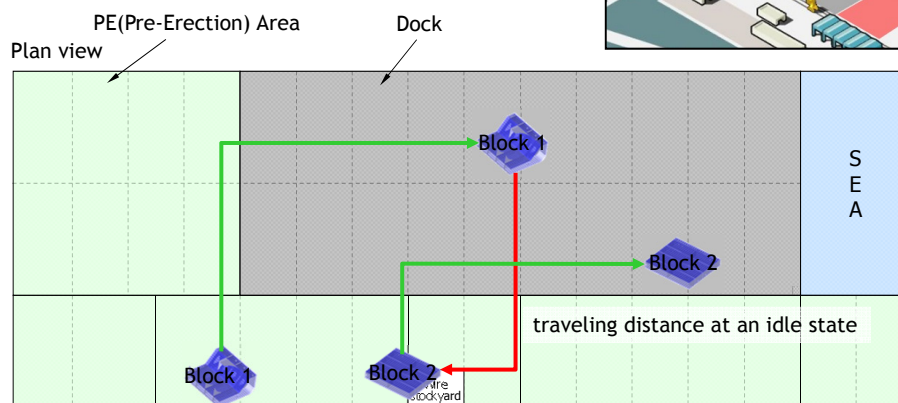 PE(Pre-Erection) Area
Dock
Plan view
Block 1
S
E
A
Block 2
traveling distance at an idle state
Block 1
Block 2
stockyard